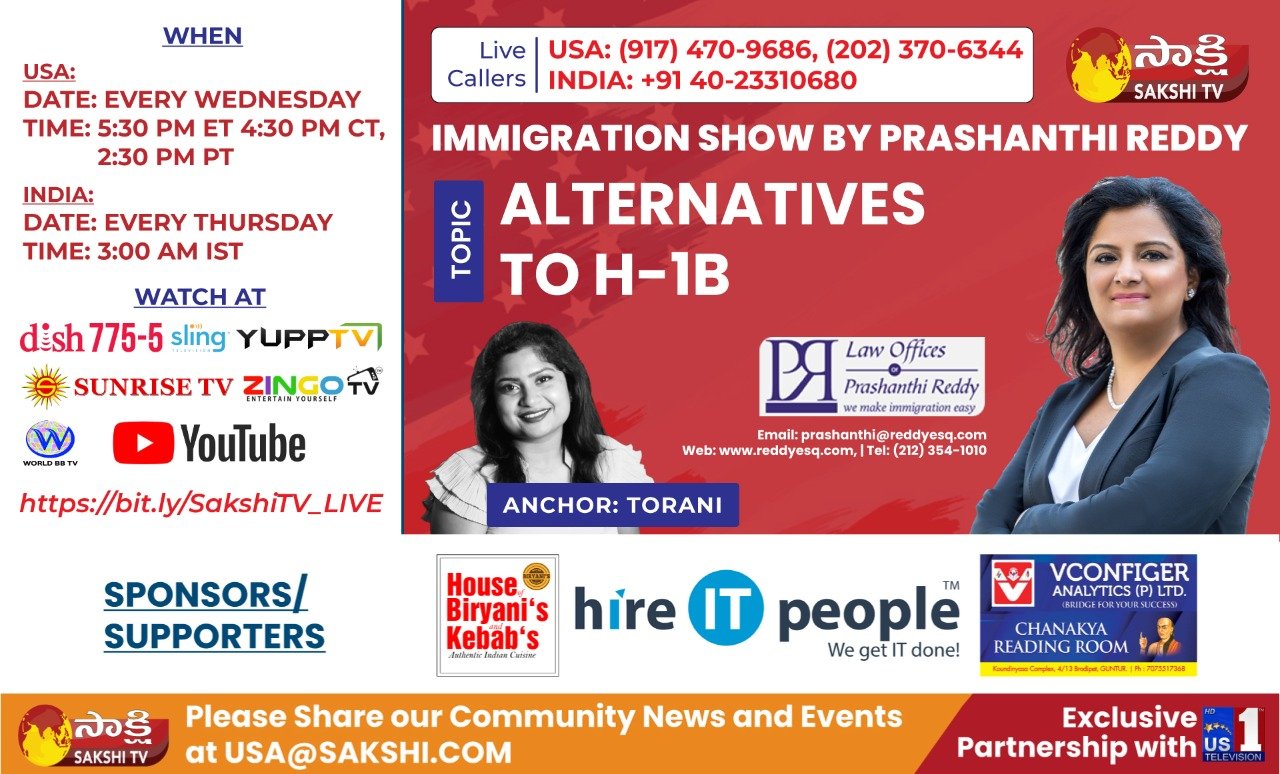 WHEN
USA:
DATE: EVERY WEDNESDAY
TIME: 5:30 PM ET 4:30 PM CT,
2:30 PM PT
INDIA:
DATE: EVERY THURSDAY
TIME: 3:00 AM IST
WATCH AT
dish 775-5 sling TELEVISION YUPPTV
SUNRISE TV ZINGO TV
ENTERTAIN YOURSELF
W
WORLD BB TV
YouTube
https://bit.ly/SakshiTV_LIVE
Live Callers
USA: (917) 470-9686, (202) 370-6344
INDIA: +91 40-23310680
సాక్షి
SAKSHI TV
IMMIGRATION SHOW BY PRASHANTHI REDDY
TOPIC
ALTERNATIVES
TO H-1B
PR
Law Offices
of
Prashanthi Reddy
we make immigration easy
Email: prashanthi@reddyesq.com
Web: www.reddyesq.com, | Tel: (212) 354-1010
ANCHOR: TORANI
SPONSORS/
SUPPORTERS
BIRYANI'S
House of
Biryani's
and
Kebab's
Authentic Indian Cuisine
hire IT people™
We get IT done!
VCONFIGER
ANALYTICS (P) LTD.
(BRIDGE FOR YOUR SUCCESS)
CHANAKYA
READING ROOM
Koundinyasa Complex, 4/13 Brodipet, GUNTUR. | Ph : 7075517368
సాక్షి
SAKSHI TV
Please Share our Community News and Events
at USA@SAKSHI.COM
Exclusive
Partnership with
HD
US 1
TELEVISION